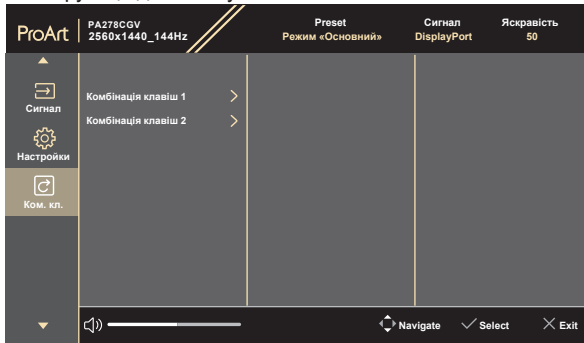 ProArt
PA278CGV
2560x1440_144Hz
Preset
Режим «Основний»
Сигнал
DisplayPort
Яскравість
50
Сигнал
Настройки
Ком. кл.
Комбінація клавіш 1
Комбінація клавіш 2
Navigate
Select
Exit